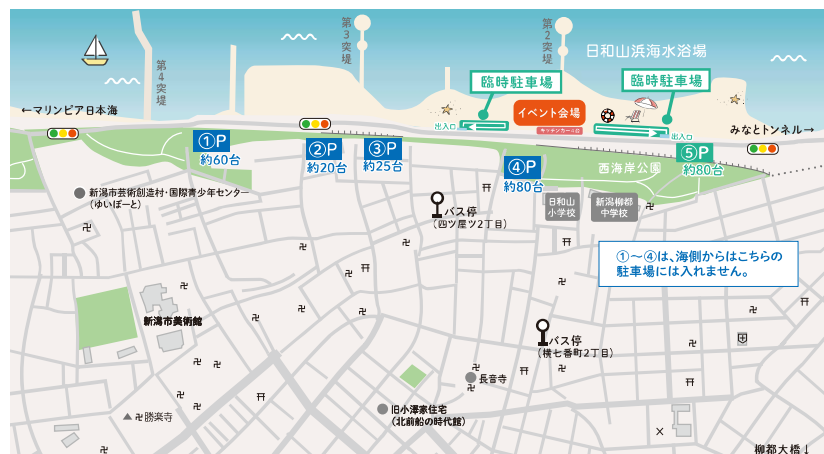 第4突堤
第3突堤
第2突堤
日和山浜海水浴場
臨時駐車場
臨時駐車場
←マリンピア日本海
イベント会場
キッチンカー4台
出入口
出入口
みなとトンネル→
①P
約60台
②P
約20台
③P
約25台
④P
約80台
⑤P
約80台
西海岸公園
新潟市芸術創造村・国際青少年センター
(ゆいぽーと)
バス停
(四ツ屋ツ2丁目)
日和山
小学校
新潟柳都
中学校
①～④は、海側からはこちらの
駐車場には入れません。
新潟市美術館
バス停
(横七番町2丁目)
長音寺
勝楽寺
旧小澤家住宅
(北前船の時代館)
柳都大橋↓